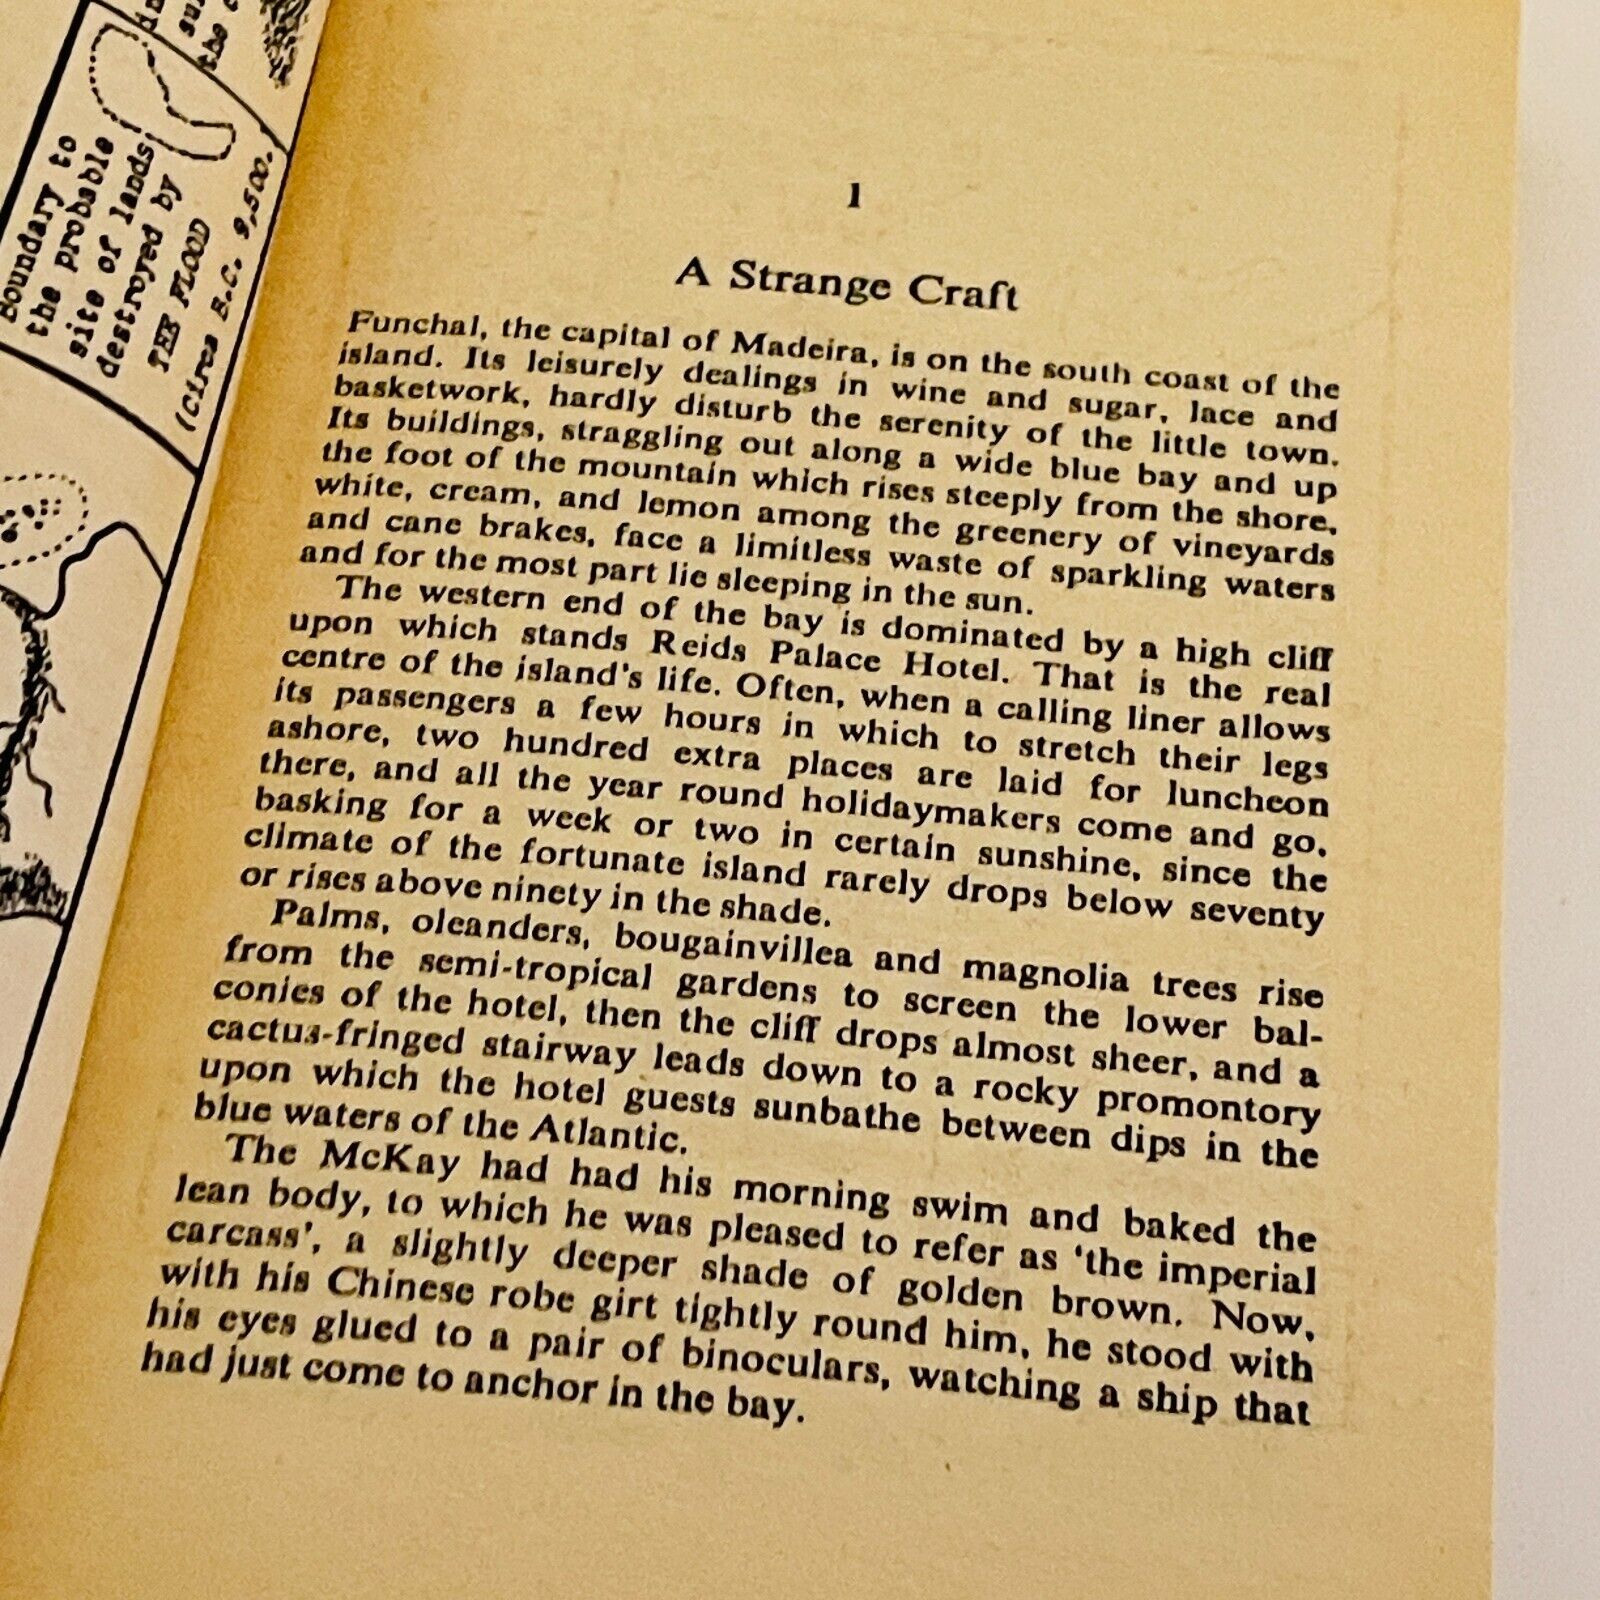 su
the
Boundary to
the probable
site of lands
destroyed by
THE FLOOD
(Circa B.C. 9,500.
1
A Strange Craft
Funchal, the capital of Madeira, is on the south coast of the
island. Its leisurely dealings in wine and sugar, lace and
basketwork, hardly disturb the serenity of the little town.
Its buildings, straggling out along a wide blue bay and up
the foot of the mountain which rises steeply from the shore,
white, cream, and lemon among the greenery of vineyards
and cane brakes, face a limitless waste of sparkling waters
and for the most part lie sleeping in the sun.
The western end of the bay is dominated by a high cliff
upon which stands Reids Palace Hotel. That is the real
centre of the island's life. Often, when a calling liner allows
its passengers a few hours in which to stretch their legs
ashore, two hundred extra places are laid for luncheon
there, and all the year round holidaymakers come and go,
basking for a week or two in certain sunshine, since the
climate of the fortunate island rarely drops below seventy
or rises above ninety in the shade.
Palms, oleanders, bougainvillea and magnolia trees rise
from the semi-tropical gardens to screen the lower bal-
conies of the hotel, then the cliff drops almost sheer, and a
cactus-fringed stairway leads down to a rocky promontory
upon which the hotel guests sunbathe between dips in the
blue waters of the Atlantic.
The McKay had had his morning swim and baked the
lean body, to which he was pleased to refer as 'the imperial
carcass', a slightly deeper shade of golden brown. Now,
with his Chinese robe girt tightly round him, he stood with
his eyes glued to a pair of binoculars, watching a ship that
had just come to anchor in the bay.